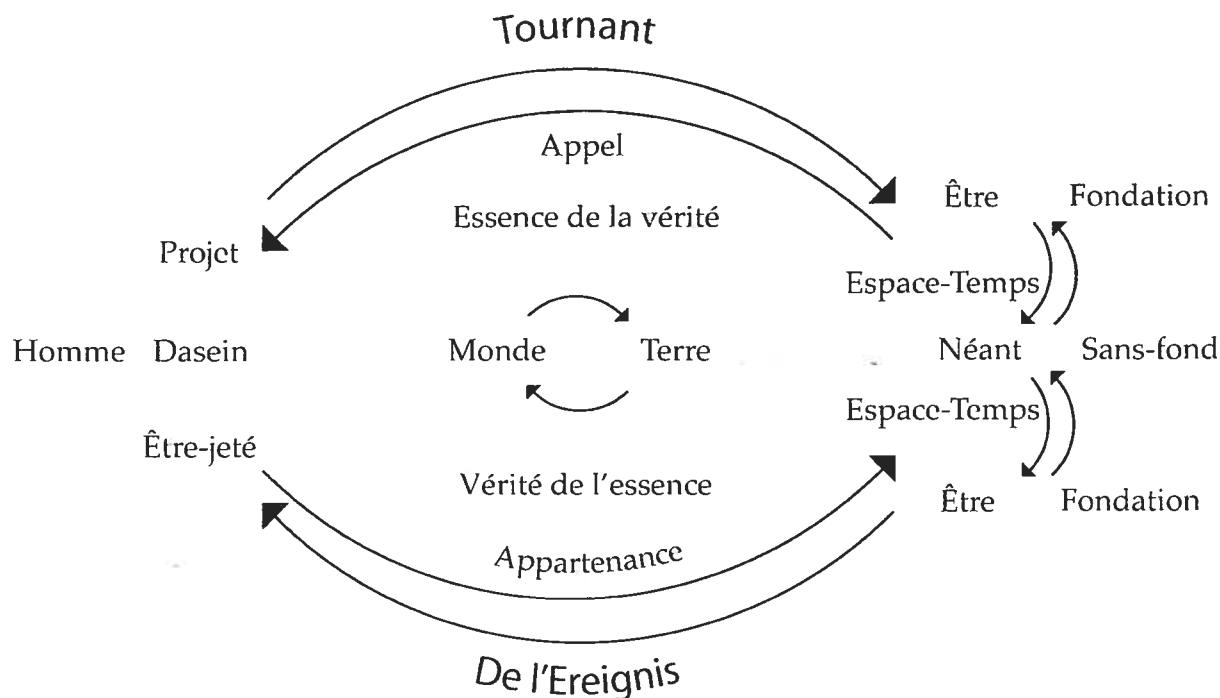 Tournant
Appel
Être Fondation
Essence de la vérité
Projet
Espace-Temps
Homme Dasein Monde Terre Néant Sans-fond
Espace-Temps
Être-jeté
Vérité de l'essence
Être Fondation
Appartenance
De l'Ereignis